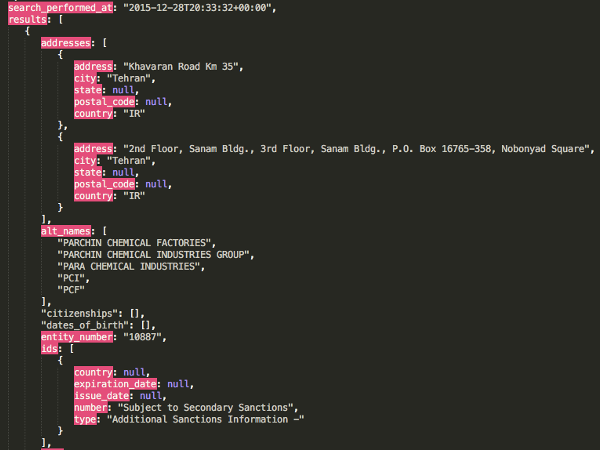 search_performed_at: "2015-12-28T20:33:32+00:00",
results: [
{
addresses: [
{
address: "Khavaran Road Km 35",
city: "Tehran",
state: null,
postal_code: null,
country: "IR"
},
{
address: "2nd Floor, Sanam Bldg., 3rd Floor, Sanam Bldg., P.O. Box 16765-358, Nobonyad Square",
city: "Tehran",
state: null,
postal_code: null,
country: "IR"
}
],
alt_names: [
"PARCHIN CHEMICAL FACTORIES",
"PARCHIN CHEMICAL INDUSTRIES GROUP",
"PARA CHEMICAL INDUSTRIES",
"PCI",
"PCF"
],
"citizenships": [],
"dates_of_birth": [],
entity_number: "10887",
ids: [
{
country: null,
expiration_date: null,
issue_date: null,
number: "Subject to Secondary Sanctions",
type: "Additional Sanctions Information -"
}
],